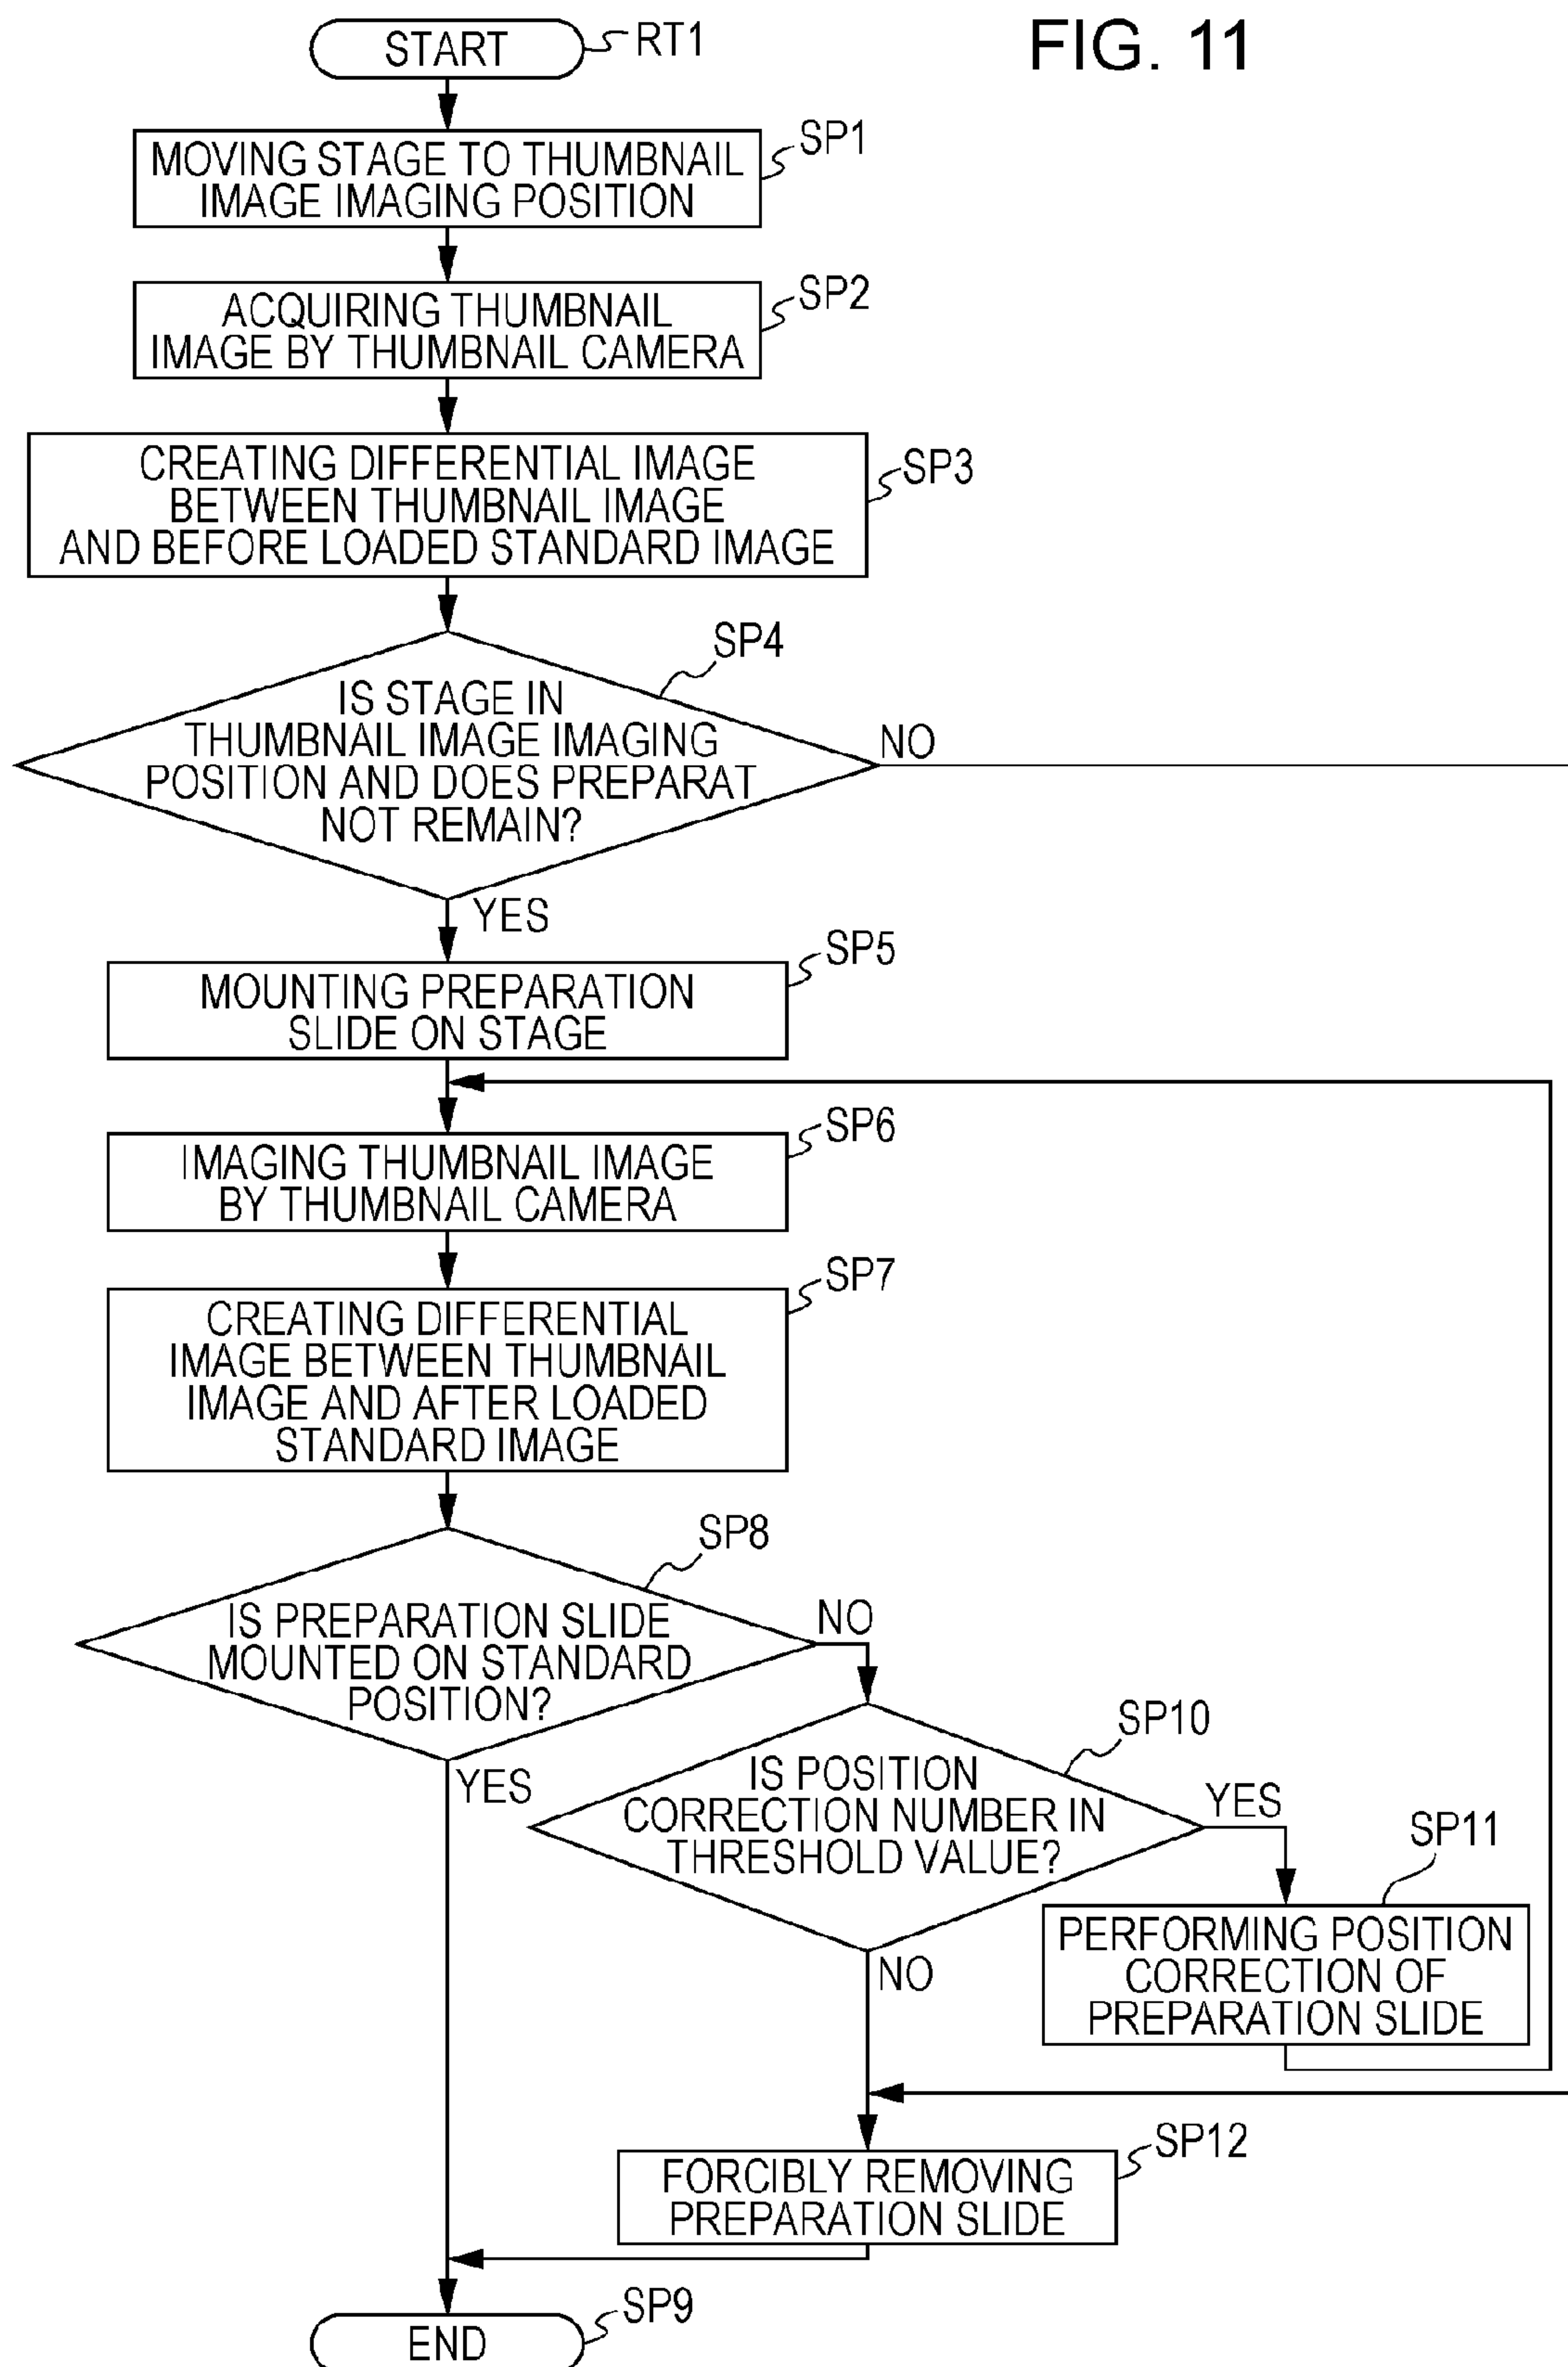 FIG. 11
START
RT1
MOVING STAGE TO THUMBNAIL
IMAGE IMAGING POSITION
SP1
ACQUIRING THUMBNAIL
IMAGE BY THUMBNAIL CAMERA
SP2
CREATING DIFFERENTIAL IMAGE
BETWEEN THUMBNAIL IMAGE
AND BEFORE LOADED STANDARD IMAGE
SP3
SP4
IS STAGE IN
THUMBNAIL IMAGE IMAGING
POSITION AND DOES PREPARAT
NOT REMAIN?
NO
YES
MOUNTING PREPARATION
SLIDE ON STAGE
SP5
IMAGING THUMBNAIL IMAGE
BY THUMBNAIL CAMERA
SP6
CREATING DIFFERENTIAL
IMAGE BETWEEN THUMBNAIL
IMAGE AND AFTER LOADED
STANDARD IMAGE
SP7
SP8
IS PREPARATION SLIDE
MOUNTED ON STANDARD
POSITION?
NO
YES
SP10
IS POSITION
CORRECTION NUMBER IN
THRESHOLD VALUE?
YES
NO
SP11
PERFORMING POSITION
CORRECTION OF
PREPARATION SLIDE
FORCIBLY REMOVING
PREPARATION SLIDE
SP12
END
SP9